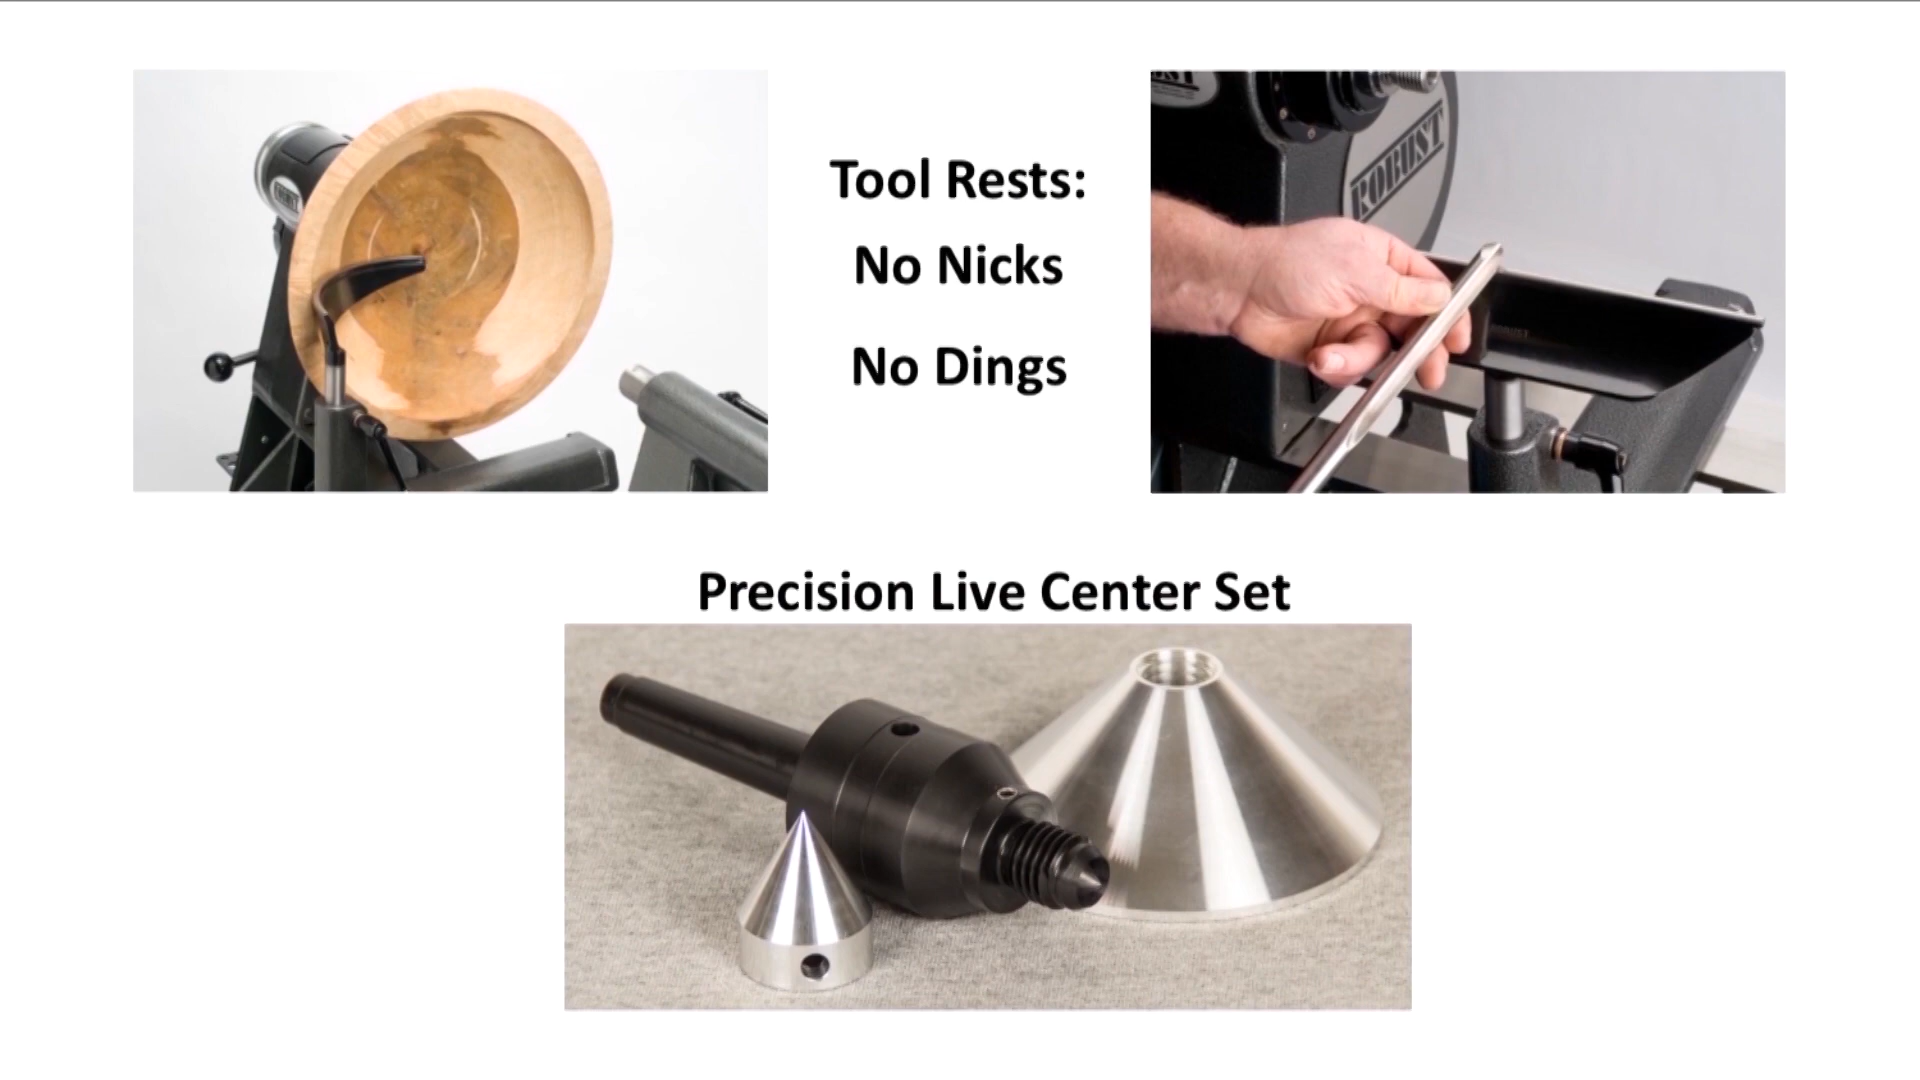 Tool Rests:
No Nicks
No Dings
ROBUST
Precision Live Center Set